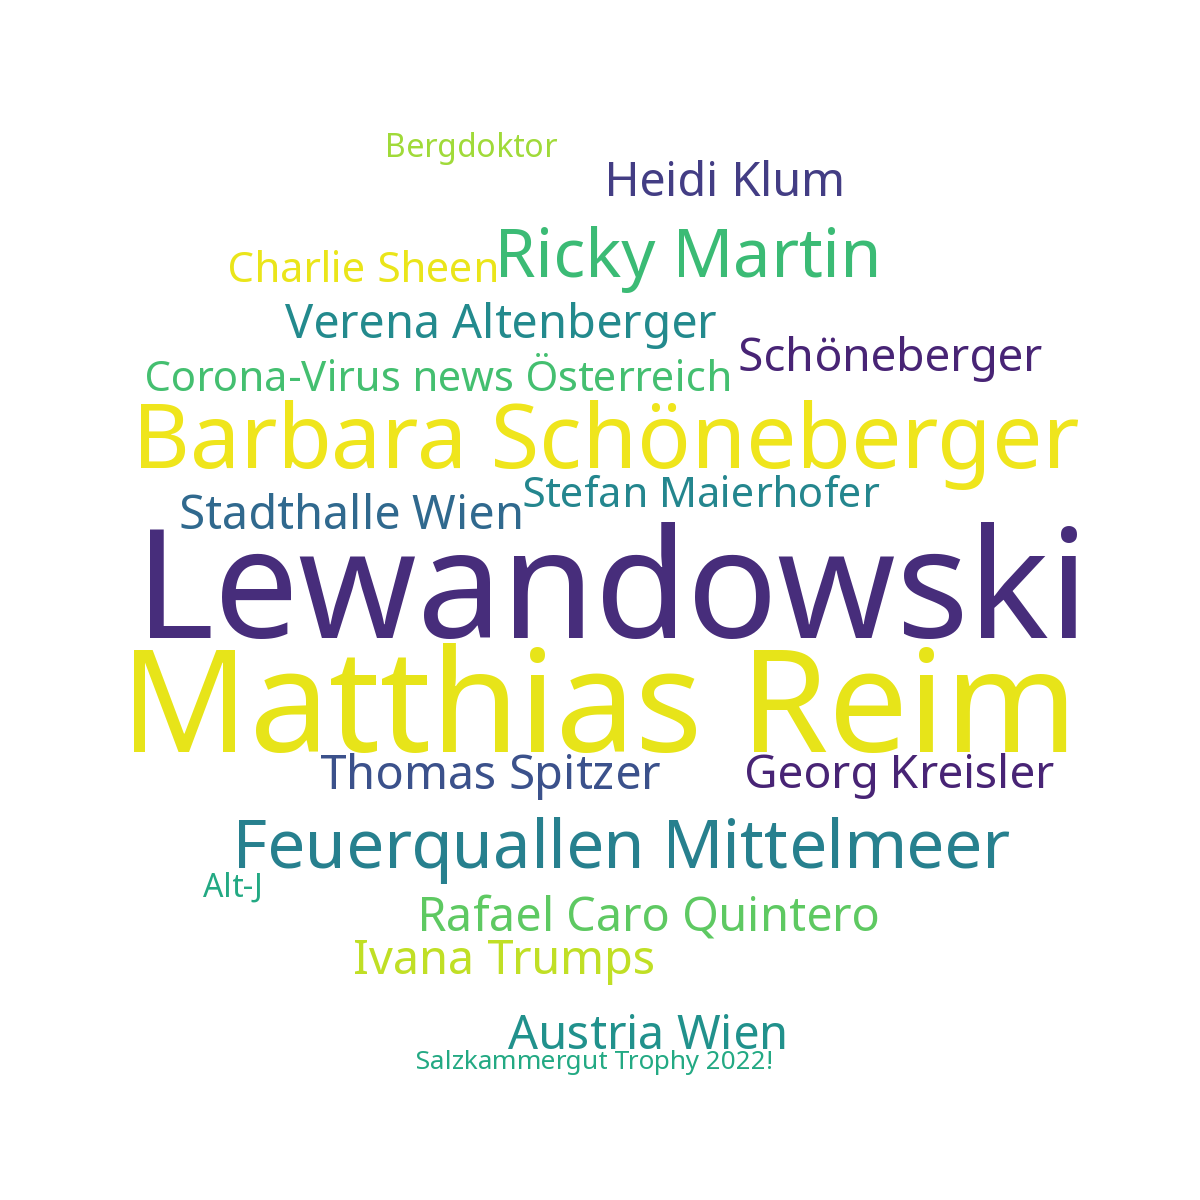 Bergdoktor
Heidi Klum
Ricky Martin
Charlie Sheen
Verena Altenberger
Schöneberger
Corona-Virus news Österreich
Barbara Schöneberger
Stefan Maierhofer
Stadthalle Wien
Lewandowski
Matthias Reim
Thomas Spitzer
Georg Kreisler
Feuerquallen Mittelmeer
Alt-J
Rafael Caro Quintero
Ivana Trumps
Austria Wien
Salzkammergut Trophy 2022!